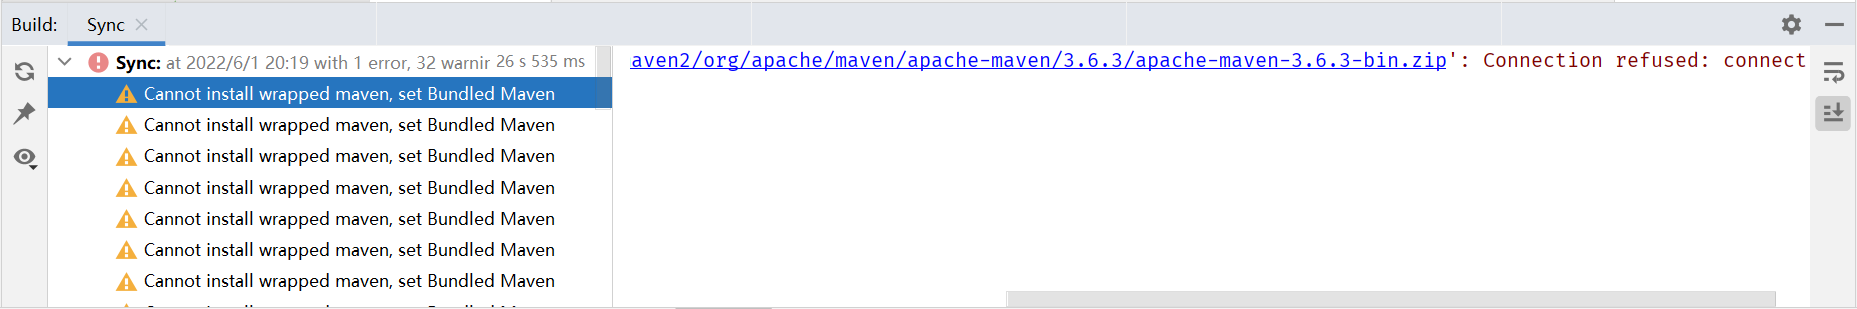 Build: Sync
Sync: at 2022/6/1 20:19 with 1 error, 32 warnir 26 s 535 ms
aven2/org/apache/maven/apache-maven/3.6.3/apache-maven-3.6.3-bin.zip': Connection refused: connect
Cannot install wrapped maven, set Bundled Maven
Cannot install wrapped maven, set Bundled Maven
Cannot install wrapped maven, set Bundled Maven
Cannot install wrapped maven, set Bundled Maven
Cannot install wrapped maven, set Bundled Maven
Cannot install wrapped maven, set Bundled Maven
Cannot install wrapped maven, set Bundled Maven